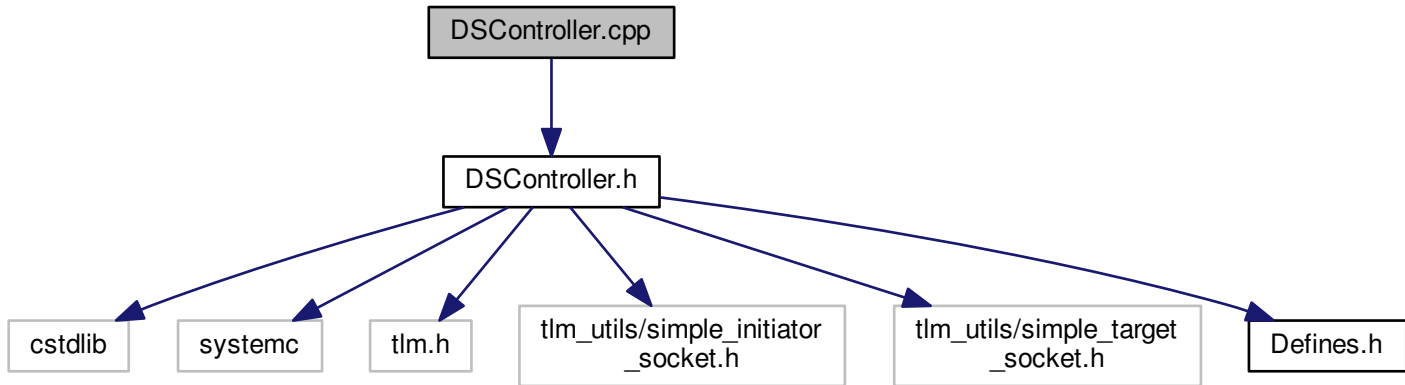 DSController.cpp
DSController.h
cstdlib
systemc
tlm.h
tlm_utils/simple_initiator
_socket.h
tlm_utils/simple_target
_socket.h
Defines.h